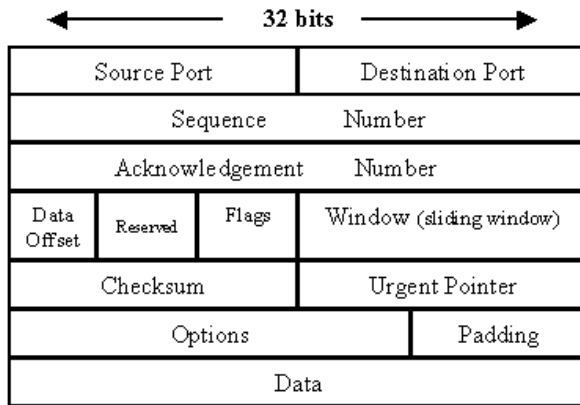 32 bits
Source Port
Destination Port
Sequence Number
Acknowledgement Number
Data
Offset
Reserved
Flags
Window (sliding window)
Checksum
Urgent Pointer
Options
Padding
Data